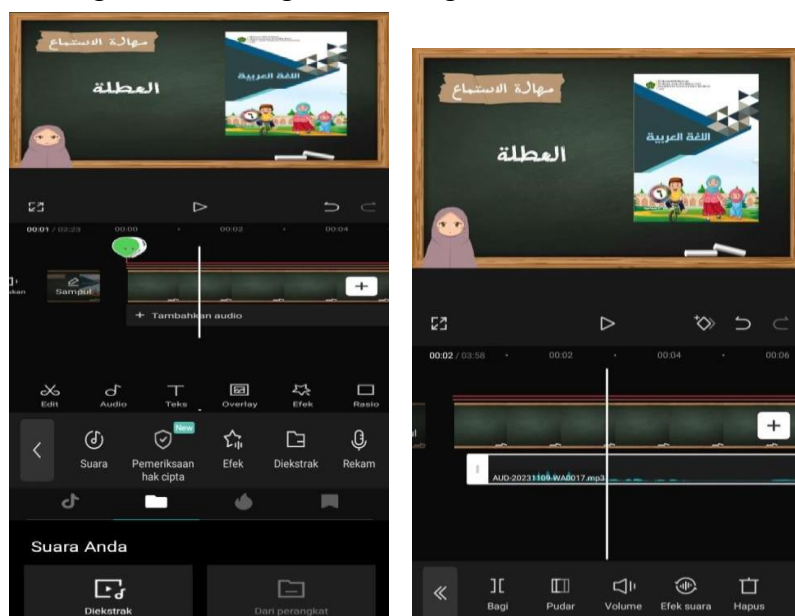 مهارة الاستماع
العطلة
اللغة العربية
٦
00:01 / 02:23 00:00 00:02 00:04
Sampul
+ Tambahkan audio
Edit Audio Teks Overlay Efek Rasio
New
Suara Pemeriksaan hak cipta Efek Diekstrak Rekam
Suara Anda
Diekstrak Dari perangkat
مهارة الاستماع
العطلة
اللغة العربية
٦
00:02 / 03:58 00:02 00:04 00:06
AUD-20231109-WA0017.mp3
Bagi Pudar Volume Efek suara Hapus